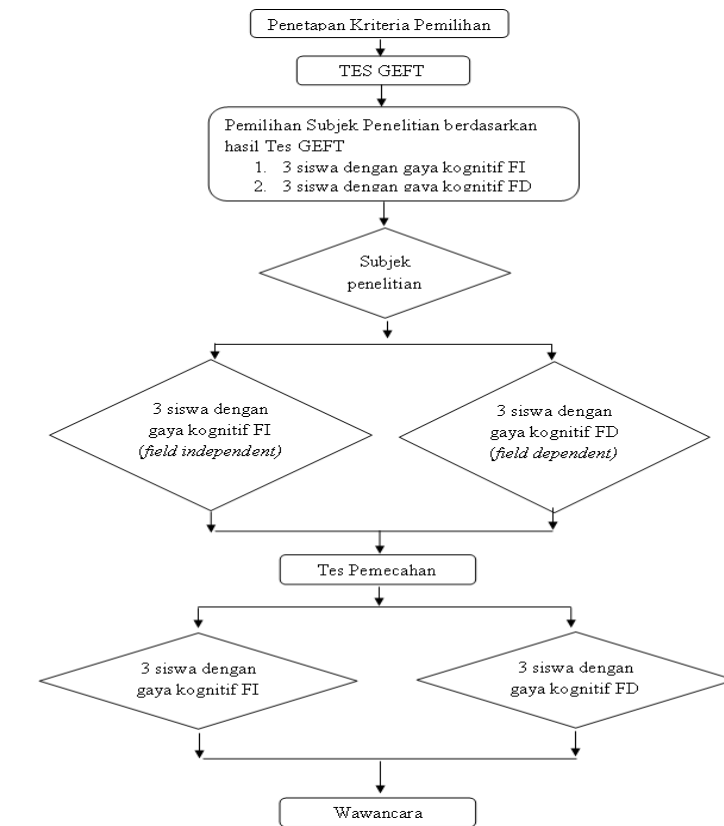 Penetapan Kriteria Pemilihan
TES GEFT
Pemilihan Subjek Penelitian berdasarkan
hasil Tes GEFT
1. 3 siswa dengan gaya kognitif FI
2. 3 siswa dengan gaya kognitif FD
Subjek
penelitian
3 siswa dengan
gaya kognitif FI
(field independent)
3 siswa dengan
gaya kognitif FD
(field dependent)
Tes Pemecahan
3 siswa dengan
gaya kognitif FI
3 siswa dengan
gaya kognitif FD
Wawancara